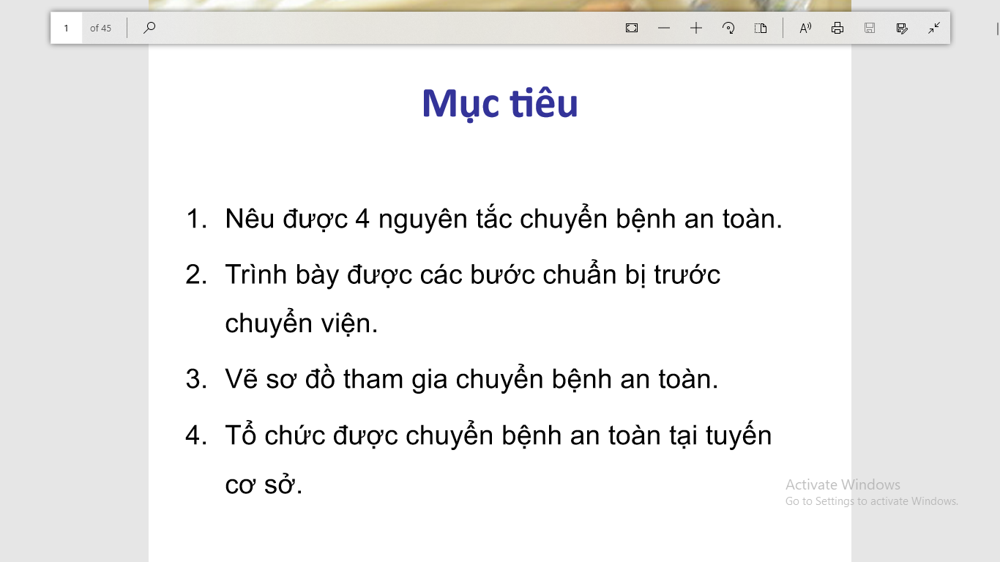 1 of 45
Mục tiêu
1. Nêu được 4 nguyên tắc chuyển bệnh an toàn.
2. Trình bày được các bước chuẩn bị trước
chuyển viện.
3. Vẽ sơ đồ tham gia chuyển bệnh an toàn.
4. Tổ chức được chuyển bệnh an toàn tại tuyến
cơ sở.
Activate Windows
Go to Settings to activate Windows.